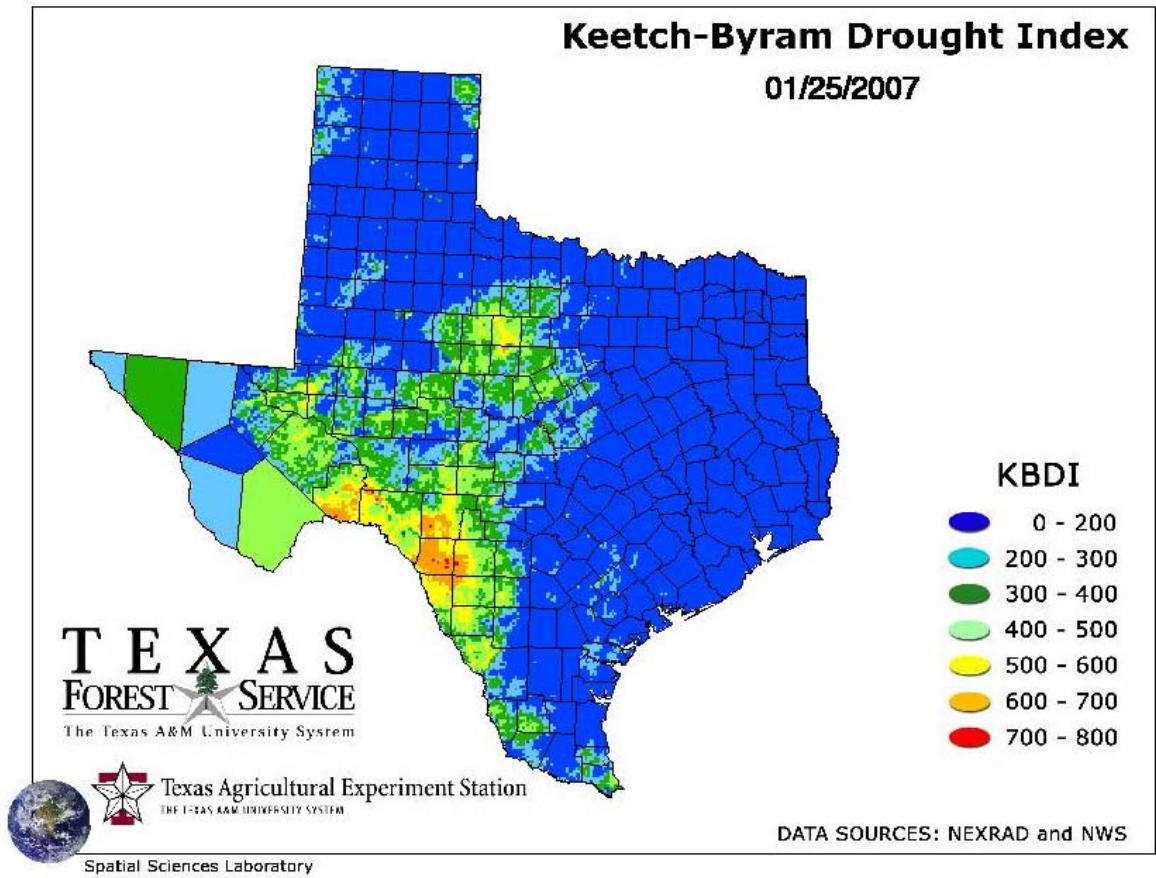 Keetch-Byram Drought Index
01/25/2007
KBDI
0 - 200
200 - 300
300 - 400
400 - 500
500 - 600
600 - 700
700 - 800
TEXAS
FOREST SERVICE
The Texas A&M University System
Texas Agricultural Experiment Station
THE TEXAS A&M UNIVERSITY SYSTEM
DATA SOURCES: NEXRAD and NWS
Spatial Sciences Laboratory